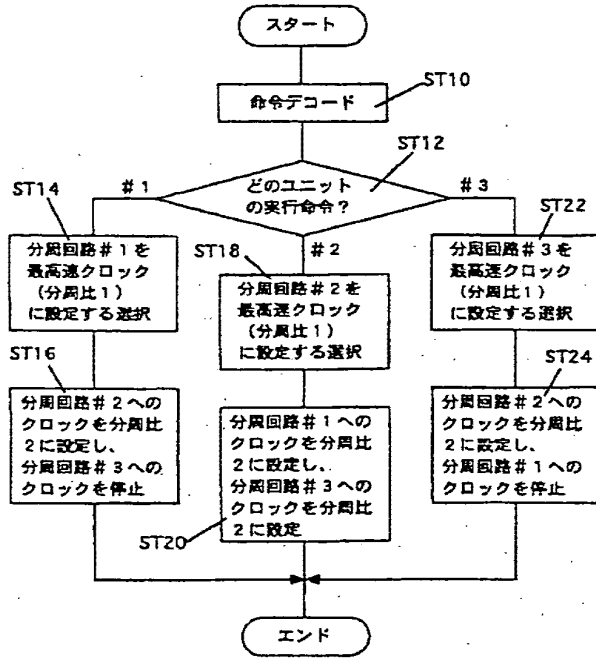 スタート
ST10
命令デコード
ST12
どのユニット
の実行命令？
#1
#2
#3
ST14
分周回路#1を
最高速クロック
（分周比1）
に設定する選択
ST16
分周回路#2への
クロックを分周比
2に設定し、
分周回路#3への
クロックを停止
ST18
分周回路#2を
最高速クロック
（分周比1）
に設定する選択
分周回路#1への
クロックを分周比
2に設定し、
分周回路#3への
クロックを分周比
2に設定
ST20
ST22
分周回路#3を
最高速クロック
（分周比1）
に設定する選択
ST24
分周回路#2への
クロックを分周比
2に設定し、
分周回路#1への
クロックを停止
エンド